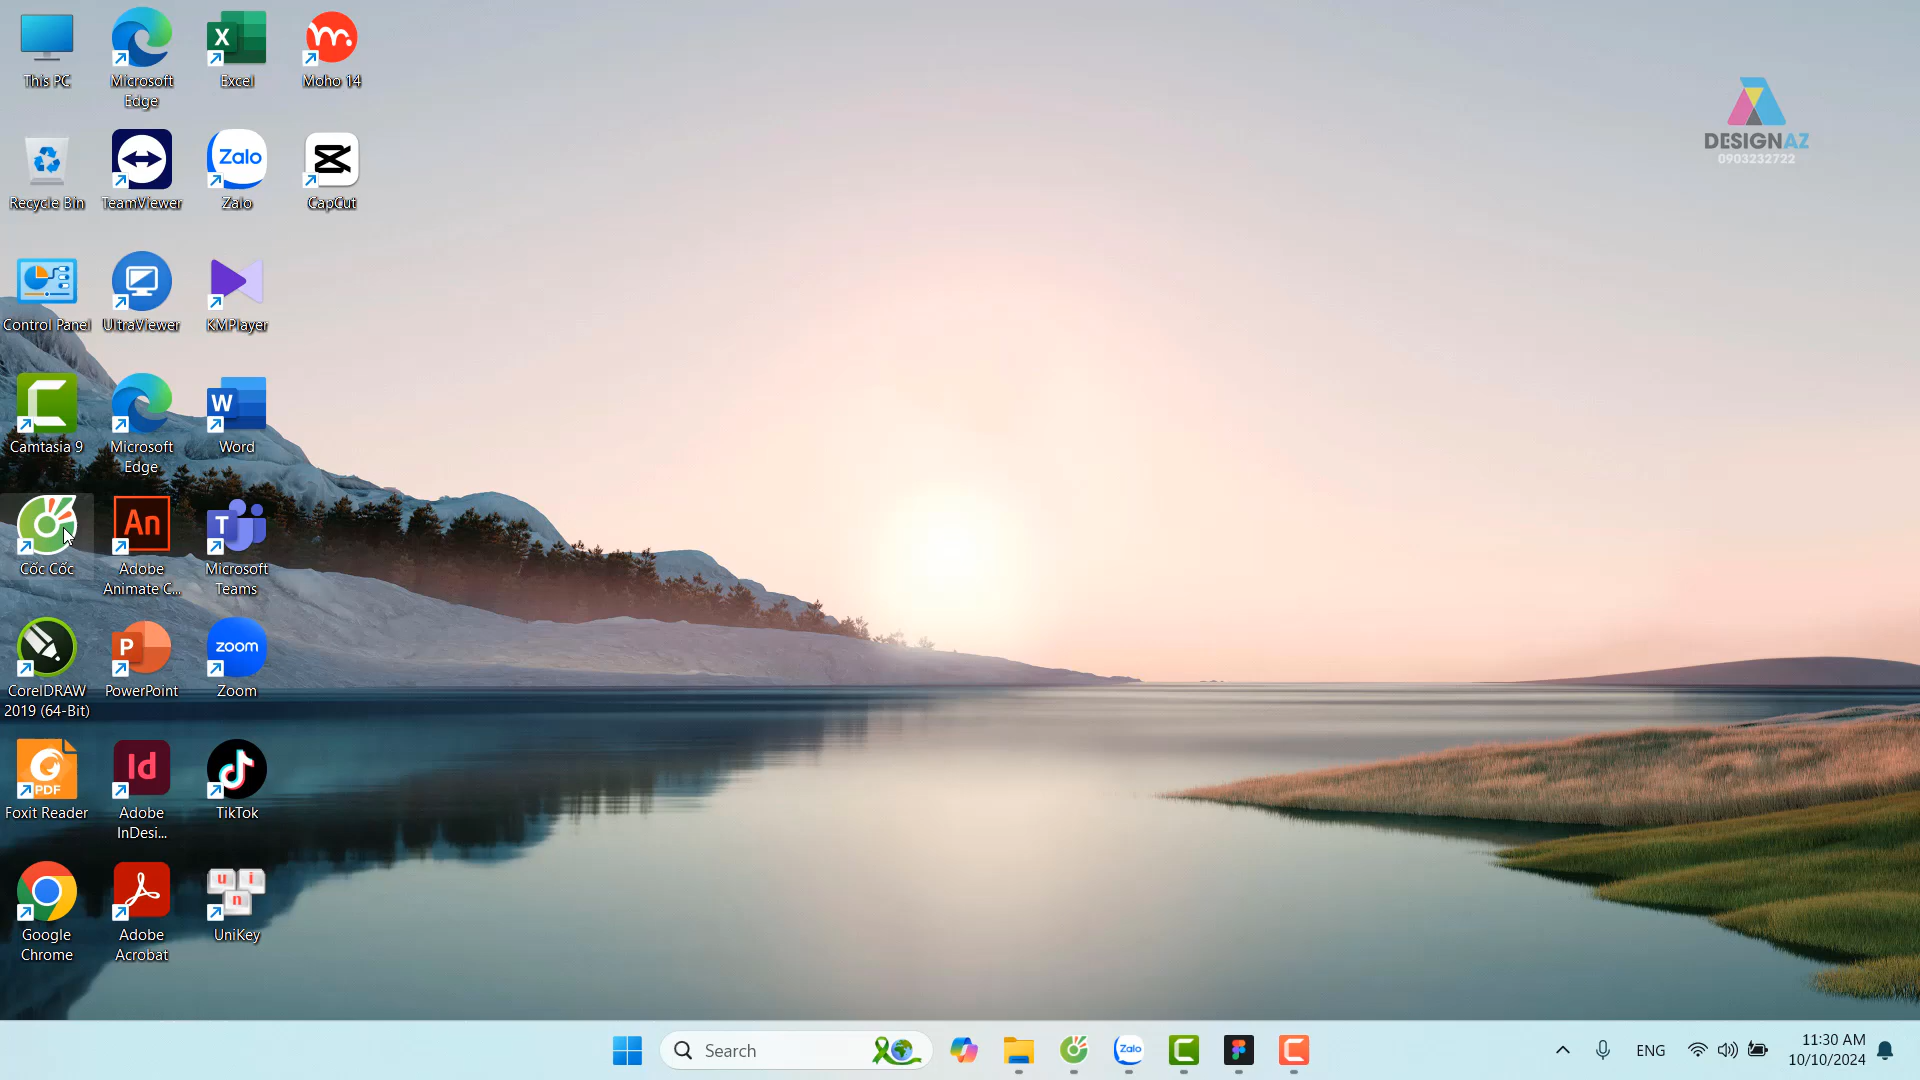 This PC
Microsoft
Edge
X
Excel
m.
Moho 14
DESIGNAZ
0903232722
Recycle Bin
TeamViewer
Zalo
Zalo
CapCut
Control Panel
UltraViewer
KMPlayer
Camtasia 9
Microsoft
Edge
W
Word
Cốc Cốc
An
Adobe
Animate C...
T
Microsoft
Teams
CorelDRAW
2019 (64-Bit)
P
PowerPoint
zoom
Zoom
PDF
Foxit Reader
Id
Adobe
InDesi...
TikTok
Google
Chrome
Adobe
Acrobat
u i
n
UniKey
Search
Zalo
ENG
11:30 AM
10/10/2024